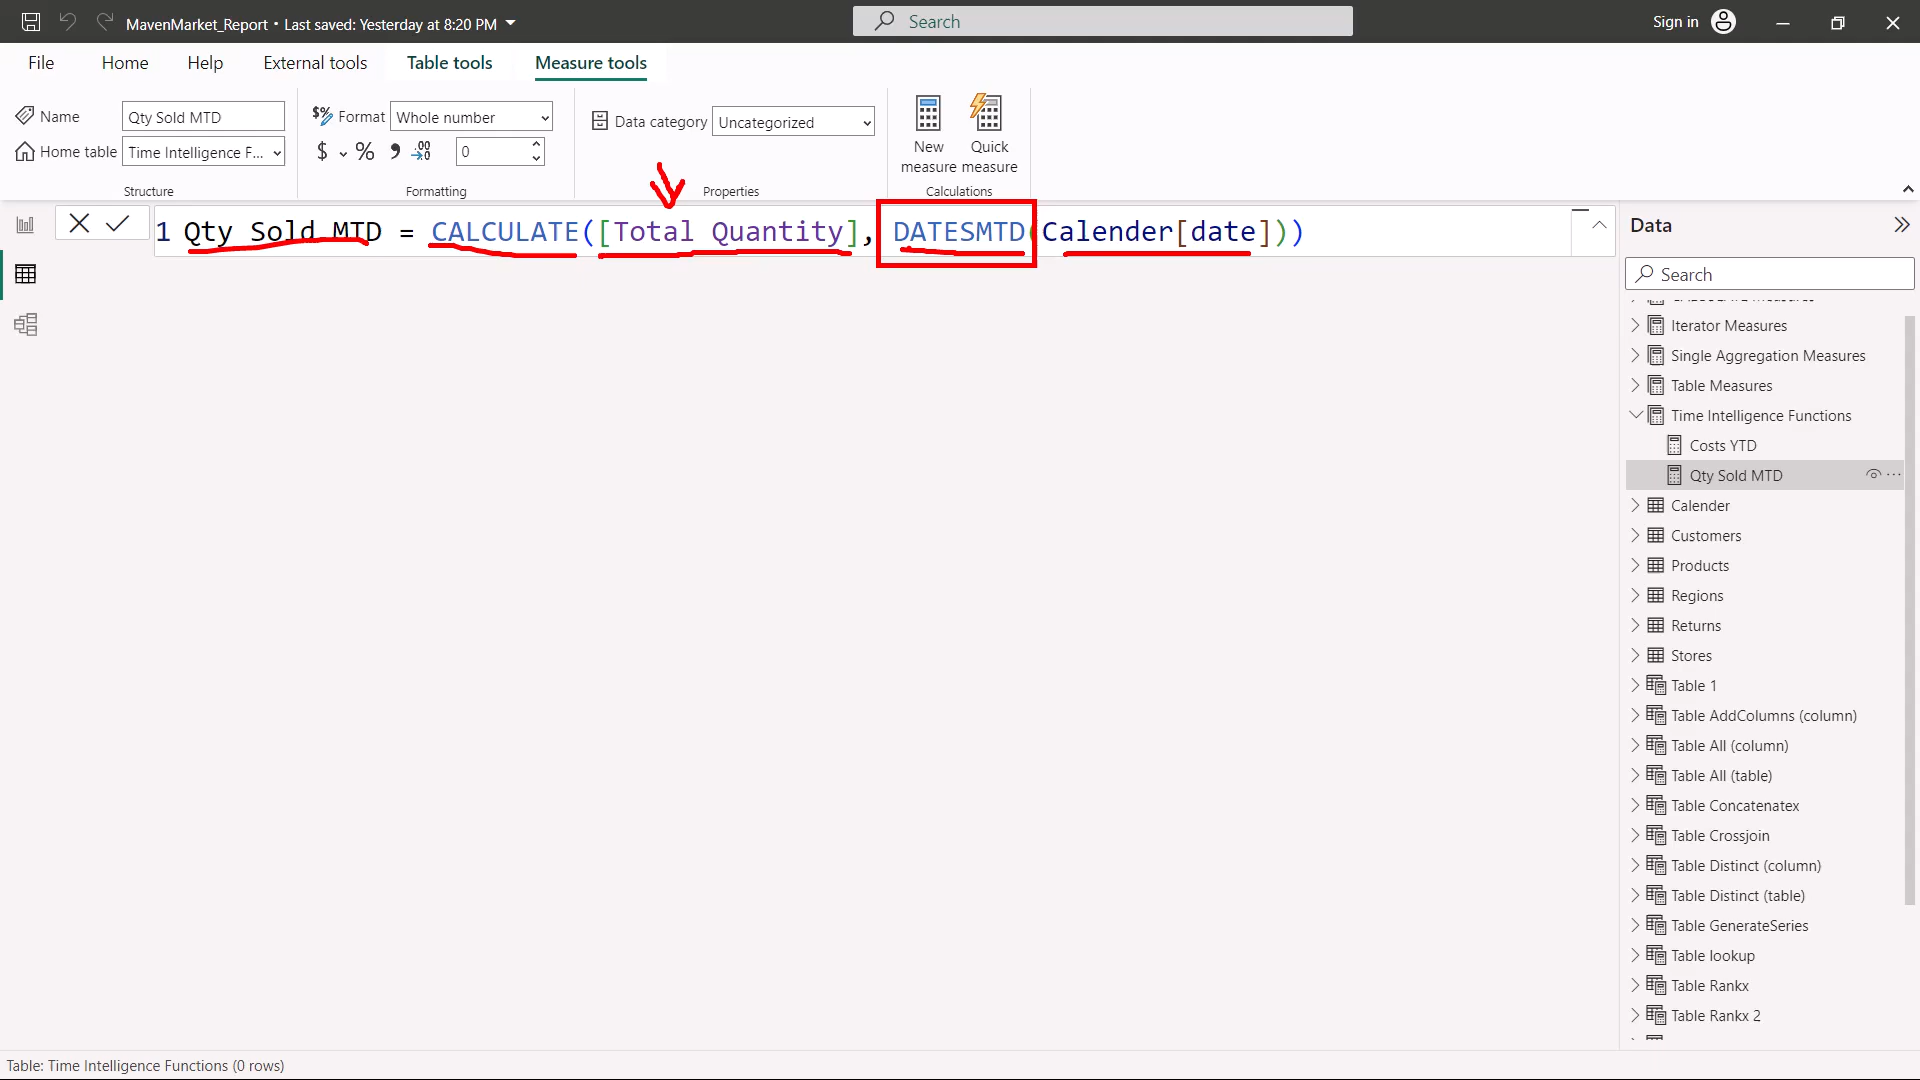 MavenMarket_Report • Last saved: Yesterday at 8:20 PM
Search
Sign in
File
Home
Help
External tools
Table tools
Measure tools
Name
Qty Sold MTD
Home table
Time Intelligence F...
Structure
Format
Whole number
$ % 9 .00
0
Formatting
Data category
Uncategorized
Properties
New measure
Quick measure
Calculations
1 Qty Sold MTD = CALCULATE([Total Quantity], DATESMTD(Calender[date]))
Data
Search
Iterator Measures
Single Aggregation Measures
Table Measures
Time Intelligence Functions
Costs YTD
Qty Sold MTD
Calender
Customers
Products
Regions
Returns
Stores
Table 1
Table AddColumns (column)
Table All (column)
Table All (table)
Table Concatenatex
Table Crossjoin
Table Distinct (column)
Table Distinct (table)
Table GenerateSeries
Table lookup
Table Rankx
Table Rankx 2
Table: Time Intelligence Functions (0 rows)